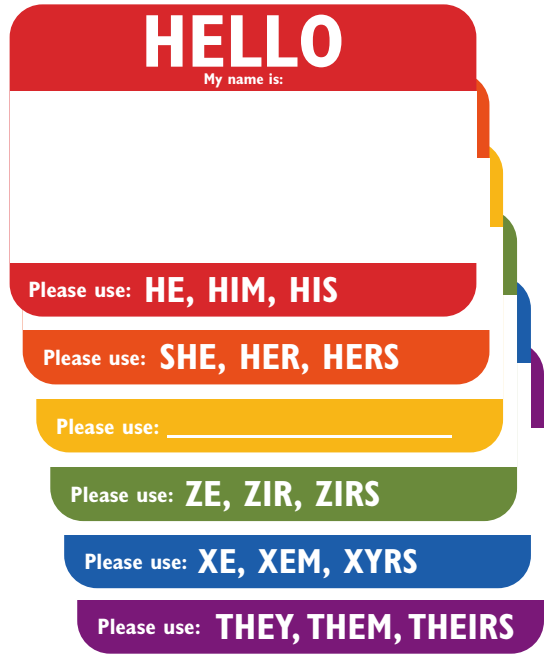 HELLO
My name is:
Please use: HE, HIM, HIS
Please use: SHE, HER, HERS
Please use:
Please use: ZE, ZIR, ZIRS
Please use: XE, XEM, XYRS
Please use: THEY, THEM, THEIRS